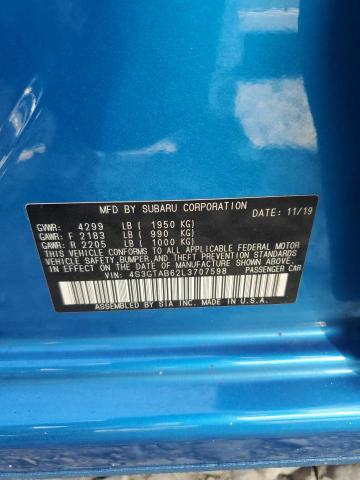 MFD BY SUBARU CORPORATION DATE: 11/19
GVWR: 4299 LB ( 1950 KG)
GAWR: F 2183 LB ( 990 KG)
GAWR: R 2205 LB ( 1000 KG)
THIS VEHICLE CONFORMS TO ALL APPLICABLE FEDERAL MOTOR
VEHICLE SAFETY, BUMPER, AND THEFT PREVENTION STANDARDS
IN EFFECT ON THE DATE OF MANUFACTURE SHOWN ABOVE.
VIN: 4S3GTAB62L3707598 PASSENGER CAR
ASSEMBLED BY SIA INC. MADE IN U.S.A.